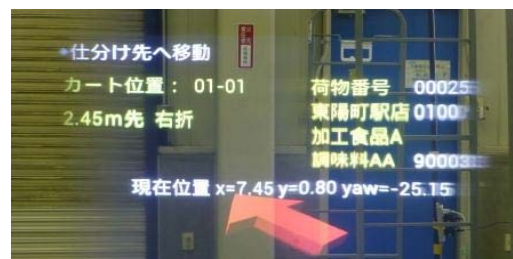 •仕分け先へ移動
カート位置： 01-01
2.45m先 右折
荷物番号
東陽町駅店
加工食品A
調味料AA
現在位置 x=7.45 y=0.80 yaw=-25.15